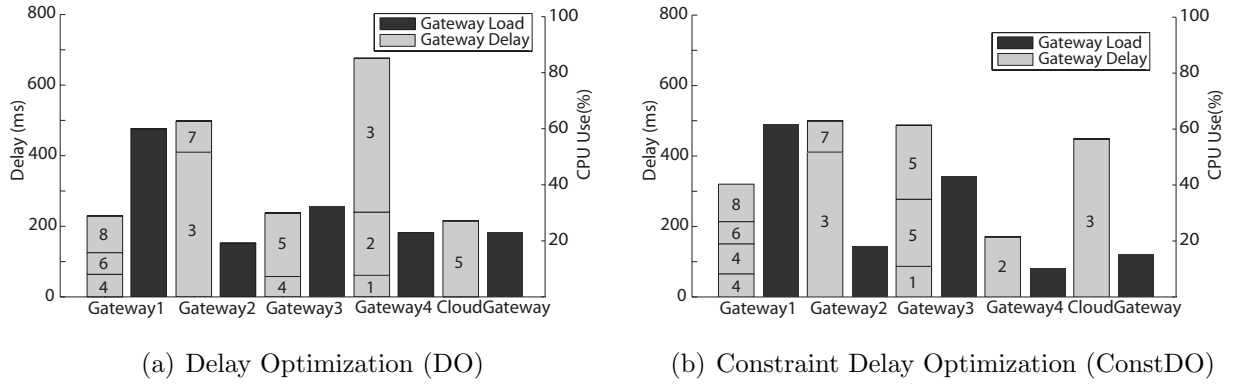 800
600
400
200
0
Delay (ms)
100
80
60
40
20
0
CPU Use(%)
Gateway Load
Gateway Delay
8
6
4
7
3
5
4
3
2
1
5
Gateway1
Gateway2
Gateway3
Gateway4
CloudGateway
(a) Delay Optimization (DO)
800
600
400
200
0
Delay (ms)
100
80
60
40
20
0
CPU Use(%)
Gateway Load
Gateway Delay
8
6
4
4
7
3
5
5
1
2
3
Gateway1
Gateway2
Gateway3
Gateway4
CloudGateway
(b) Constraint Delay Optimization (ConstDO)